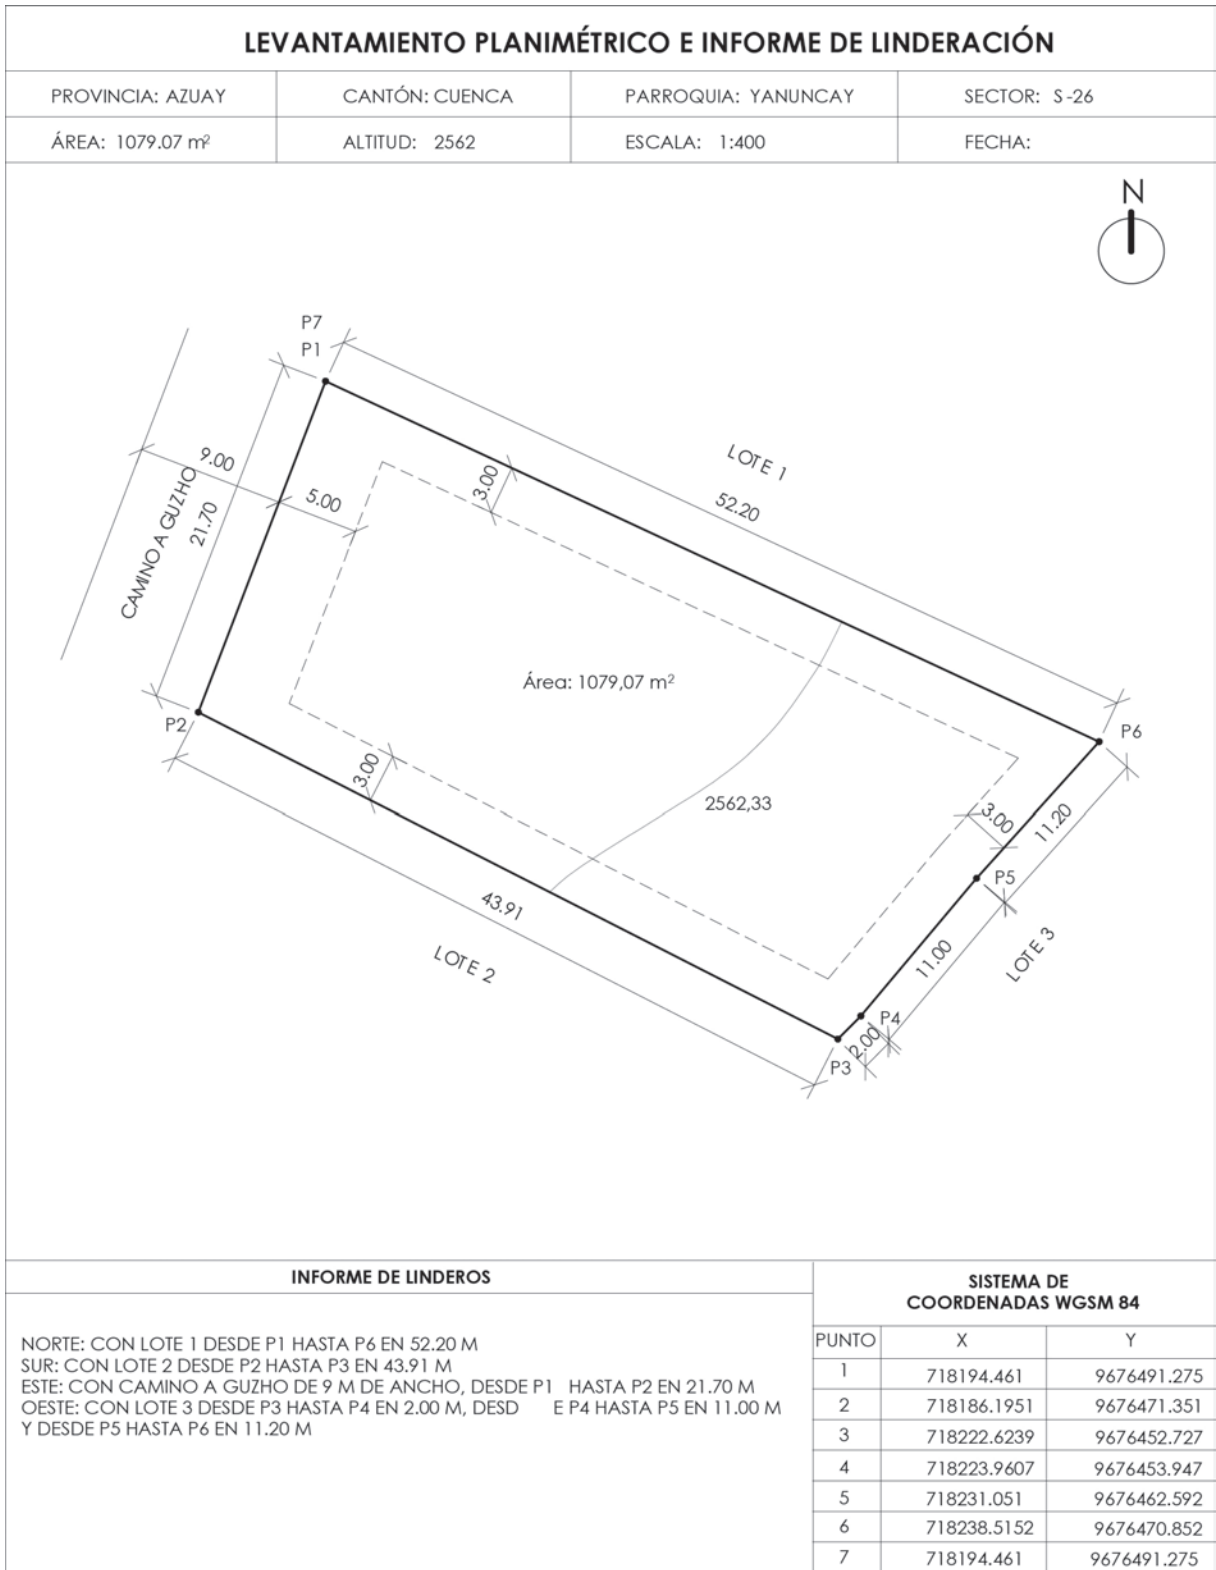 LEVANTAMIENTO PLANIMÉTRICO E INFORME DE LINDERACIÓN
PROVINCIA: AZUAY CANTÓN: CUENCA PARROQUIA: YANUNCAY SECTOR: S-26
ÁREA: 1079.07 m² ALTITUD: 2562 ESCALA: 1:400 FECHA:
N
P7
P1
LOTE 1
52.20
9.00
5.00
3.00
21.70
CAMINO A GUZHO
Área: 1079,07 m²
P2
P6
3.00
2562,33
3.00
11.20
P5
43.91
LOTE 2
11.00
LOTE 3
P4
2.00
P3
INFORME DE LINDEROS
NORTE: CON LOTE 1 DESDE P1 HASTA P6 EN 52.20 M
SUR: CON LOTE 2 DESDE P2 HASTA P3 EN 43.91 M
ESTE: CON CAMINO A GUZHO DE 9 M DE ANCHO, DESDE P1 HASTA P2 EN 21.70 M
OESTE: CON LOTE 3 DESDE P3 HASTA P4 EN 2.00 M, DESD E P4 HASTA P5 EN 11.00 M
Y DESDE P5 HASTA P6 EN 11.20 M
SISTEMA DE
COORDENADAS WGSM 84
PUNTO X Y
1 718194.461 9676491.275
2 718186.1951 9676471.351
3 718222.6239 9676452.727
4 718223.9607 9676453.947
5 718231.051 9676462.592
6 718238.5152 9676470.852
7 718194.461 9676491.275